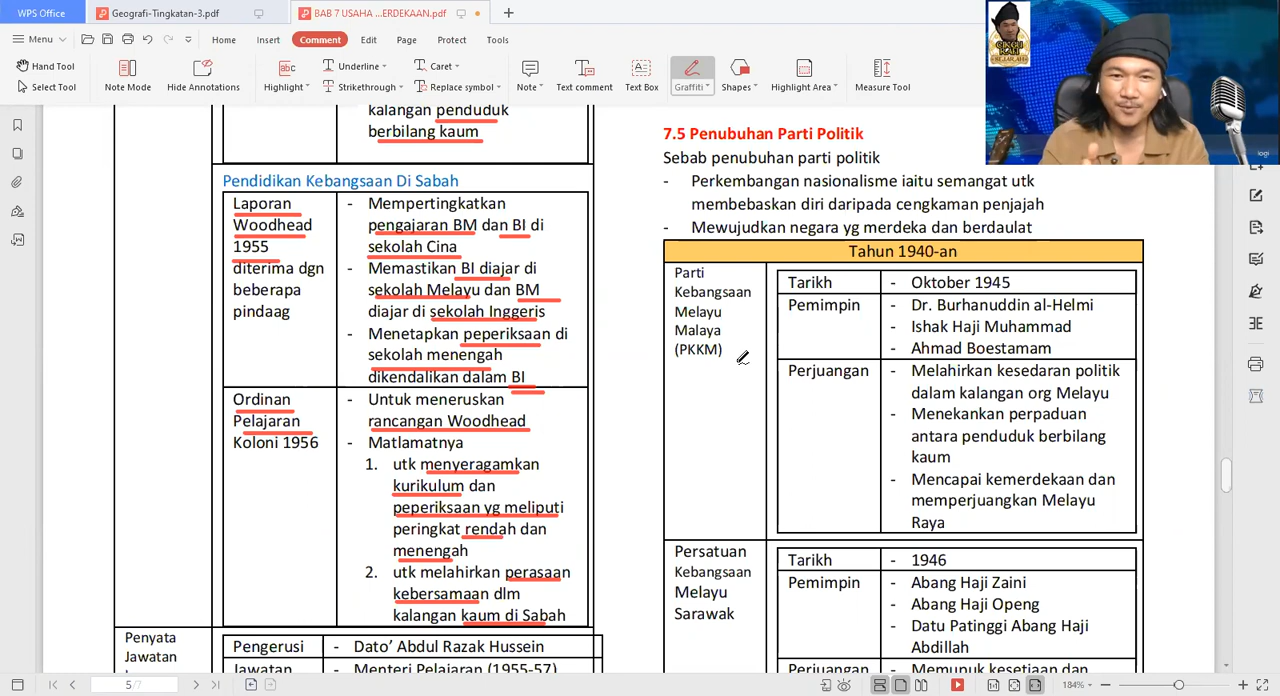 WPS Office
Geografi-Tingkatan-3.pdf
BAB 7 USAHA ...ERDEKAAN.pdf
Menu
Home
Insert
Comment
Edit
Page
Protect
Tools
Hand Tool
Select Tool
Note Mode
Hide Annotations
Highlight
Underline
Strikethrough
Caret
Replace symbol
Note
Text comment
Text Box
Graffiti
Shapes
Highlight Area
Measure Tool
logi
kalangan penduduk
berbilang kaum
Pendidikan Kebangsaan Di Sabah
Laporan
Woodhead
1955
diterima dgn
beberapa
pindaag
- Mempertingkatkan
pengajaran BM dan BI di
sekolah Cina
- Memastikan BI diajar di
sekolah Melayu dan BM
diajar di sekolah Inggeris
- Menetapkan peperiksaan di
sekolah menengah
dikendalikan dalam BI
Ordinan
Pelajaran
Koloni 1956
- Untuk meneruskan
rancangan Woodhead
- Matlamatnya
1. utk menyeragamkan
kurikulum dan
peperiksaan yg meliputi
peringkat rendah dan
menengah
2. utk melahirkan perasaan
kebersamaan dlm
kalangan kaum di Sabah
Penyata
Jawatan
Pengerusi
- Dato' Abdul Razak Hussein
Jawatan
- Menteri Pelajaran (1955-57)
7.5 Penubuhan Parti Politik
Sebab penubuhan parti politik
- Perkembangan nasionalisme iaitu semangat utk
membebaskan diri daripada cengkaman penjajah
- Mewujudkan negara yg merdeka dan berdaulat
Tahun 1940-an
Parti
Kebangsaan
Melayu
Malaya
(PKKM)
Tarikh
- Oktober 1945
Pemimpin
- Dr. Burhanuddin al-Helmi
- Ishak Haji Muhammad
- Ahmad Boestamam
Perjuangan
- Melahirkan kesedaran politik
dalam kalangan org Melayu
- Menekankan perpaduan
antara penduduk berbilang
kaum
- Mencapai kemerdekaan dan
memperjuangkan Melayu
Raya
Persatuan
Kebangsaan
Melayu
Sarawak
Tarikh
- 1946
Pemimpin
- Abang Haji Zaini
- Abang Haji Openg
- Datu Patinggi Abang Haji
Abdillah
Perjuangan
- Memupuk kesetiaan dan
5/7
184%